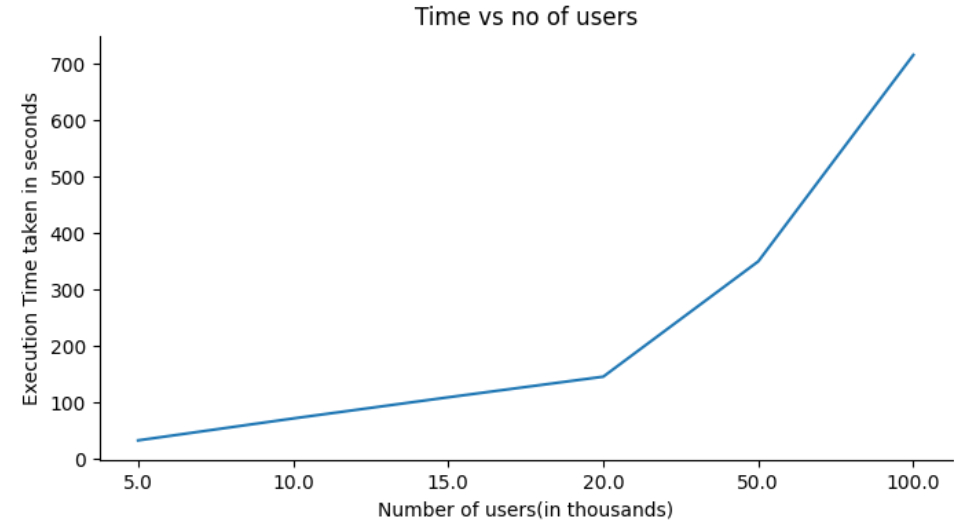 Time vs no of users
Execution Time taken in seconds
700
600
500
400
300
200
100
0
5.0 10.0 15.0 20.0 50.0 100.0
Number of users(in thousands)